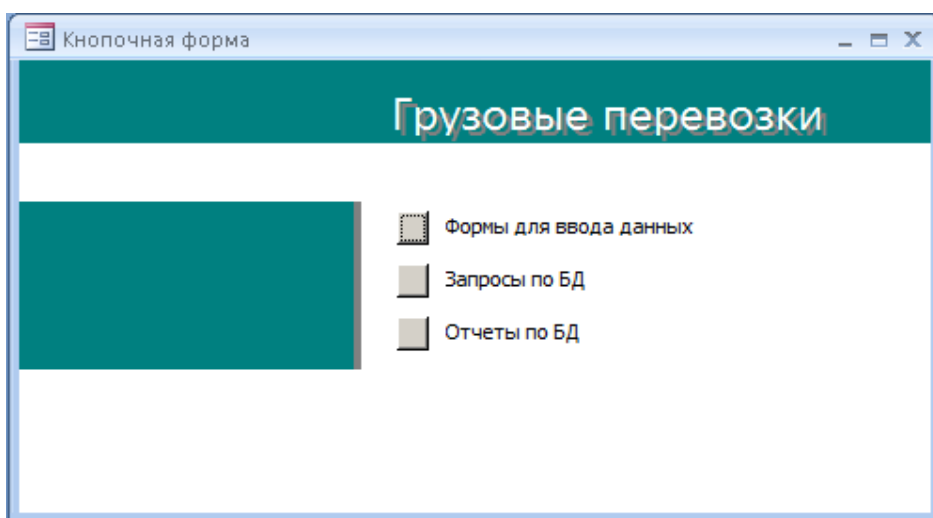 Кнопочная форма
Грузовые перевозки
Формы для ввода данных
Запросы по БД
Отчеты по БД